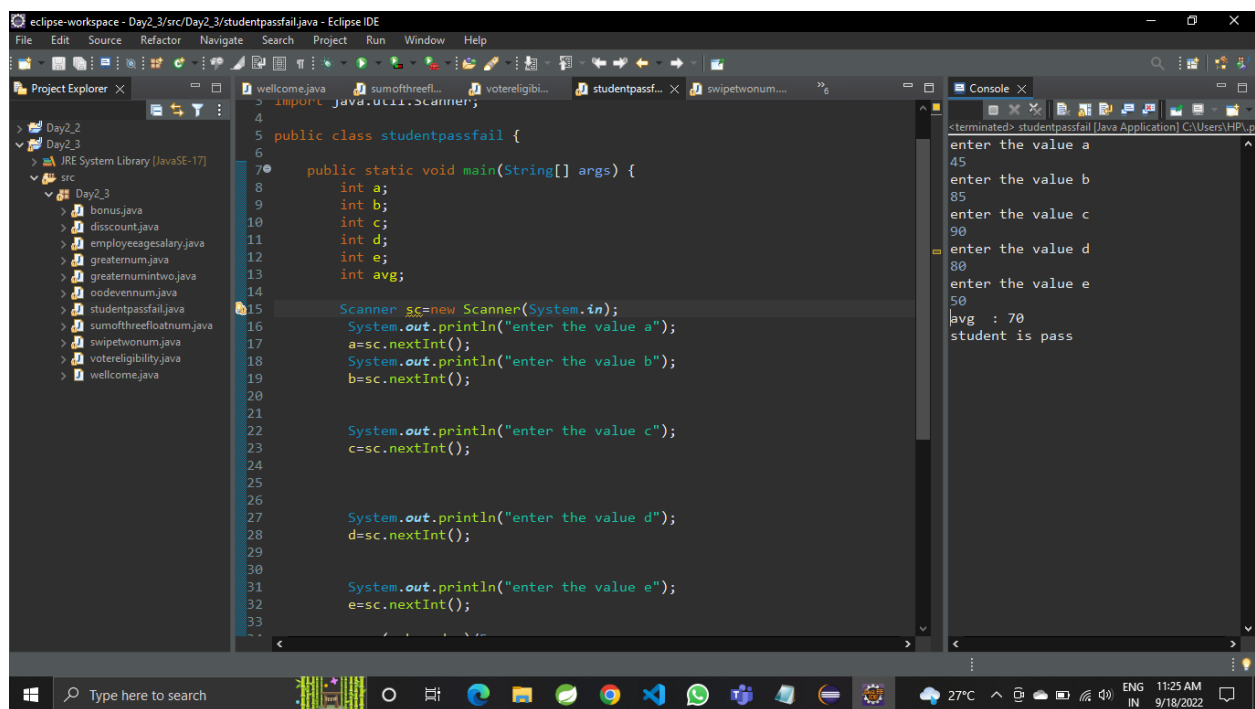 eclipse-workspace - Day2_3/src/Day2_3/studentpassfail.java - Eclipse IDE
File Edit Source Refactor Navigate Search Project Run Window Help
Project Explorer
Day2_2
Day2_3
JRE System Library [JavaSE-17]
src
Day2_3
bonus.java
disscount.java
employeeagesalary.java
greaternum.java
greaternumintwo.java
oodevennum.java
studentpassfail.java
sumofthreefloatnum.java
swipetwonum.java
votereligibility.java
wellcome.java
wellcome.java sumofthreefl... votereligibi... studentpassf... swipetwonum.... »6
3 import java.util.Scanner;
4
5 public class studentpassfail {
6
7 public static void main(String[] args) {
8 int a;
9 int b;
10 int c;
11 int d;
12 int e;
13 int avg;
14
15 Scanner sc=new Scanner(System.in);
16 System.out.println("enter the value a");
17 a=sc.nextInt();
18 System.out.println("enter the value b");
19 b=sc.nextInt();
20
21
22 System.out.println("enter the value c");
23 c=sc.nextInt();
24
25
26
27 System.out.println("enter the value d");
28 d=sc.nextInt();
29
30
31 System.out.println("enter the value e");
32 e=sc.nextInt();
33
Console
<terminated> studentpassfail [Java Application] C:\Users\HP\.p
enter the value a
45
enter the value b
85
enter the value c
90
enter the value d
80
enter the value e
50
avg : 70
student is pass
Type here to search
27°C
ENG
IN
11:25 AM
9/18/2022